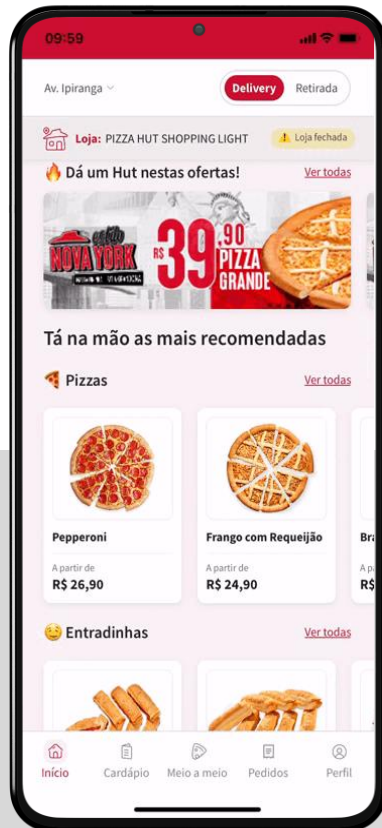 09:59
Av. Ipiranga
Delivery
Retirada
Loja: PIZZA HUT SHOPPING LIGHT
Loja fechada
Dá um Hut nestas ofertas!
Ver todas
NOVA YORK
R$ 39,90
PIZZA
GRANDE
Tá na mão as mais recomendadas
Pizzas
Ver todas
Pepperoni
A partir de
R$ 26,90
Frango com Requeijão
A partir de
R$ 24,90
R$
Entradinhas
Ver todas
Início
Cardápio
Meio a meio
Pedidos
Perfil